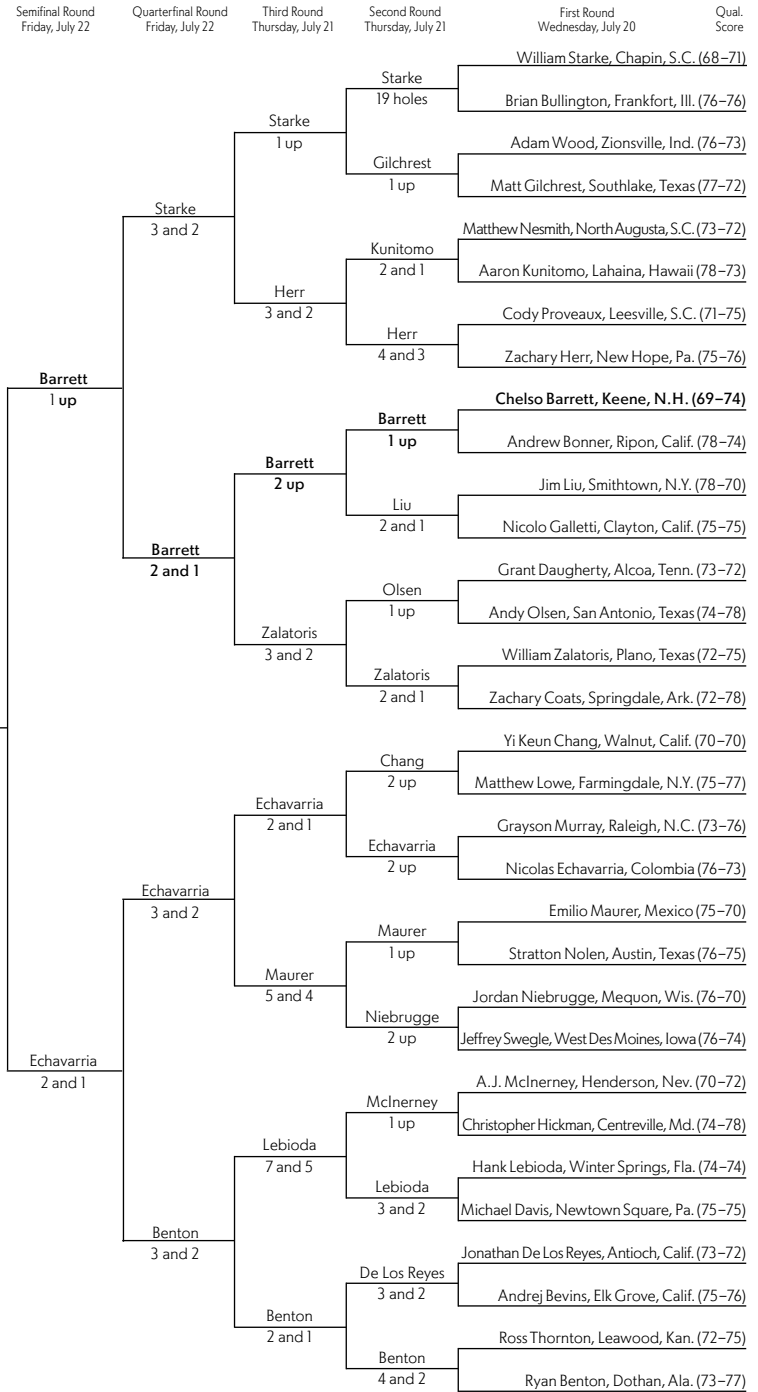 Semifinal Round
Friday, July 22
Quarterfinal Round
Friday, July 22
Third Round
Thursday, July 21
Second Round
Thursday, July 21
First Round
Wednesday, July 20
Qual.
Score
William Starke, Chapin, S.C. (68–71)
Starke
19 holes
Brian Bullington, Frankfort, Ill. (76–76)
Starke
1 up
Adam Wood, Zionsville, Ind. (76–73)
Gilchrest
1 up
Matt Gilchrest, Southlake, Texas (77–72)
Starke
3 and 2
Matthew Nesmith, North Augusta, S.C. (73–72)
Kunitomo
2 and 1
Aaron Kunitomo, Lahaina, Hawaii (78–73)
Herr
3 and 2
Cody Proveaux, Leesville, S.C. (71–75)
Herr
4 and 3
Zachary Herr, New Hope, Pa. (75–76)
Barrett
1 up
Chelso Barrett, Keene, N.H. (69–74)
Barrett
1 up
Andrew Bonner, Ripon, Calif. (78–74)
Barrett
2 up
Jim Liu, Smithtown, N.Y. (78–70)
Liu
2 and 1
Nicolo Galletti, Clayton, Calif. (75–75)
Barrett
2 and 1
Grant Daugherty, Alcoa, Tenn. (73–72)
Olsen
1 up
Andy Olsen, San Antonio, Texas (74–78)
Zalatoris
3 and 2
William Zalatoris, Plano, Texas (72–75)
Zalatoris
2 and 1
Zachary Coats, Springdale, Ark. (72–78)
Yi Keun Chang, Walnut, Calif. (70–70)
Chang
2 up
Matthew Lowe, Farmingdale, N.Y. (75–77)
Echavarria
2 and 1
Grayson Murray, Raleigh, N.C. (73–76)
Echavarria
2 up
Nicolas Echavarria, Colombia (76–73)
Echavarria
3 and 2
Emilio Maurer, Mexico (75–70)
Maurer
1 up
Stratton Nolen, Austin, Texas (76–75)
Maurer
5 and 4
Jordan Niebrugge, Mequon, Wis. (76–70)
Niebrugge
2 up
Jeffrey Swegle, West Des Moines, Iowa (76–74)
Echavarria
2 and 1
A.J. McInerney, Henderson, Nev. (70–72)
McInerney
1 up
Christopher Hickman, Centreville, Md. (74–78)
Lebioda
7 and 5
Hank Lebioda, Winter Springs, Fla. (74–74)
Lebioda
3 and 2
Michael Davis, Newtown Square, Pa. (75–75)
Benton
3 and 2
Jonathan De Los Reyes, Antioch, Calif. (73–72)
De Los Reyes
3 and 2
Andrej Bevins, Elk Grove, Calif. (75–76)
Benton
2 and 1
Ross Thornton, Leawood, Kan. (72–75)
Benton
4 and 2
Ryan Benton, Dothan, Ala. (73–77)